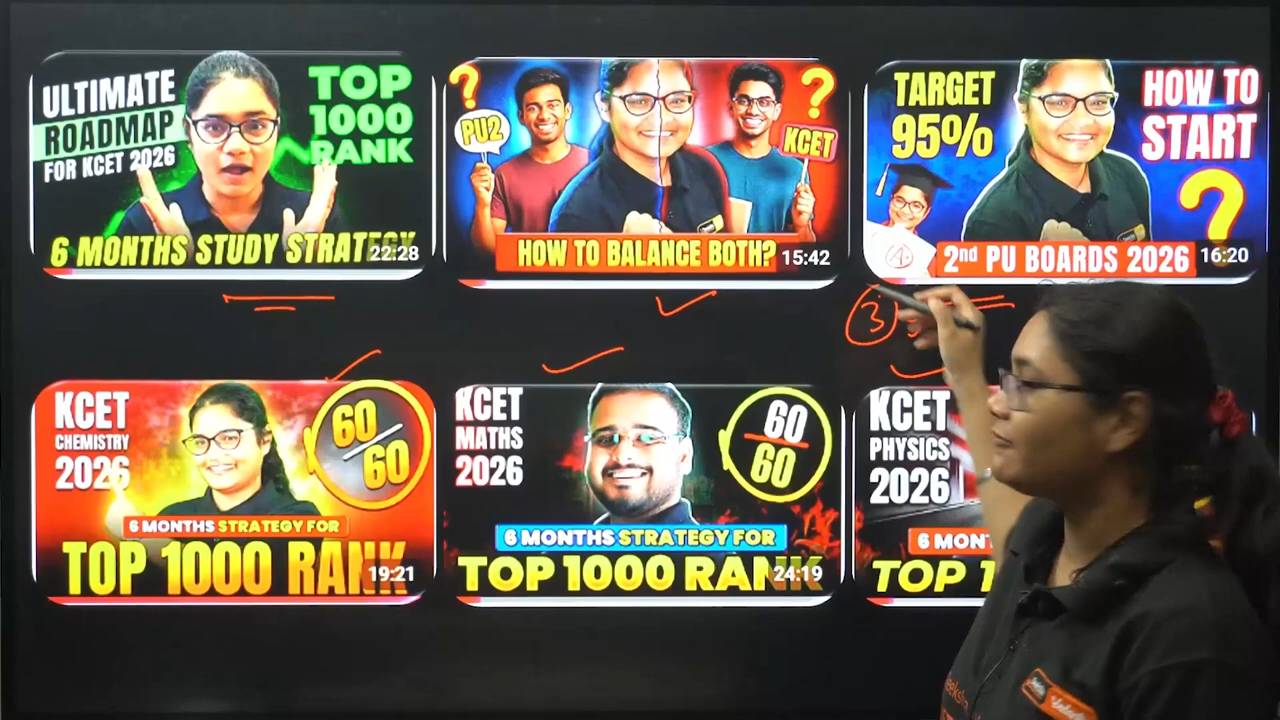 ULTIMATE
ROADMAP
FOR KCET 2026
TOP
1000
RANK
6 MONTHS STUDY STRATEGY
22:28
?
PU2
?
KCET
HOW TO BALANCE BOTH?
15:42
TARGET
95%
HOW TO
START
?
A+
2nd PU BOARDS 2026
16:20
3
KCET
CHEMISTRY
2026
60/60
6 MONTHS STRATEGY FOR
TOP 1000 RANK
19:21
KCET
MATHS
2026
60
60
6 MONTHS STRATEGY FOR
TOP 1000 RANK
24:19
KCET
PHYSICS
2026
6 MONT
TOP 1